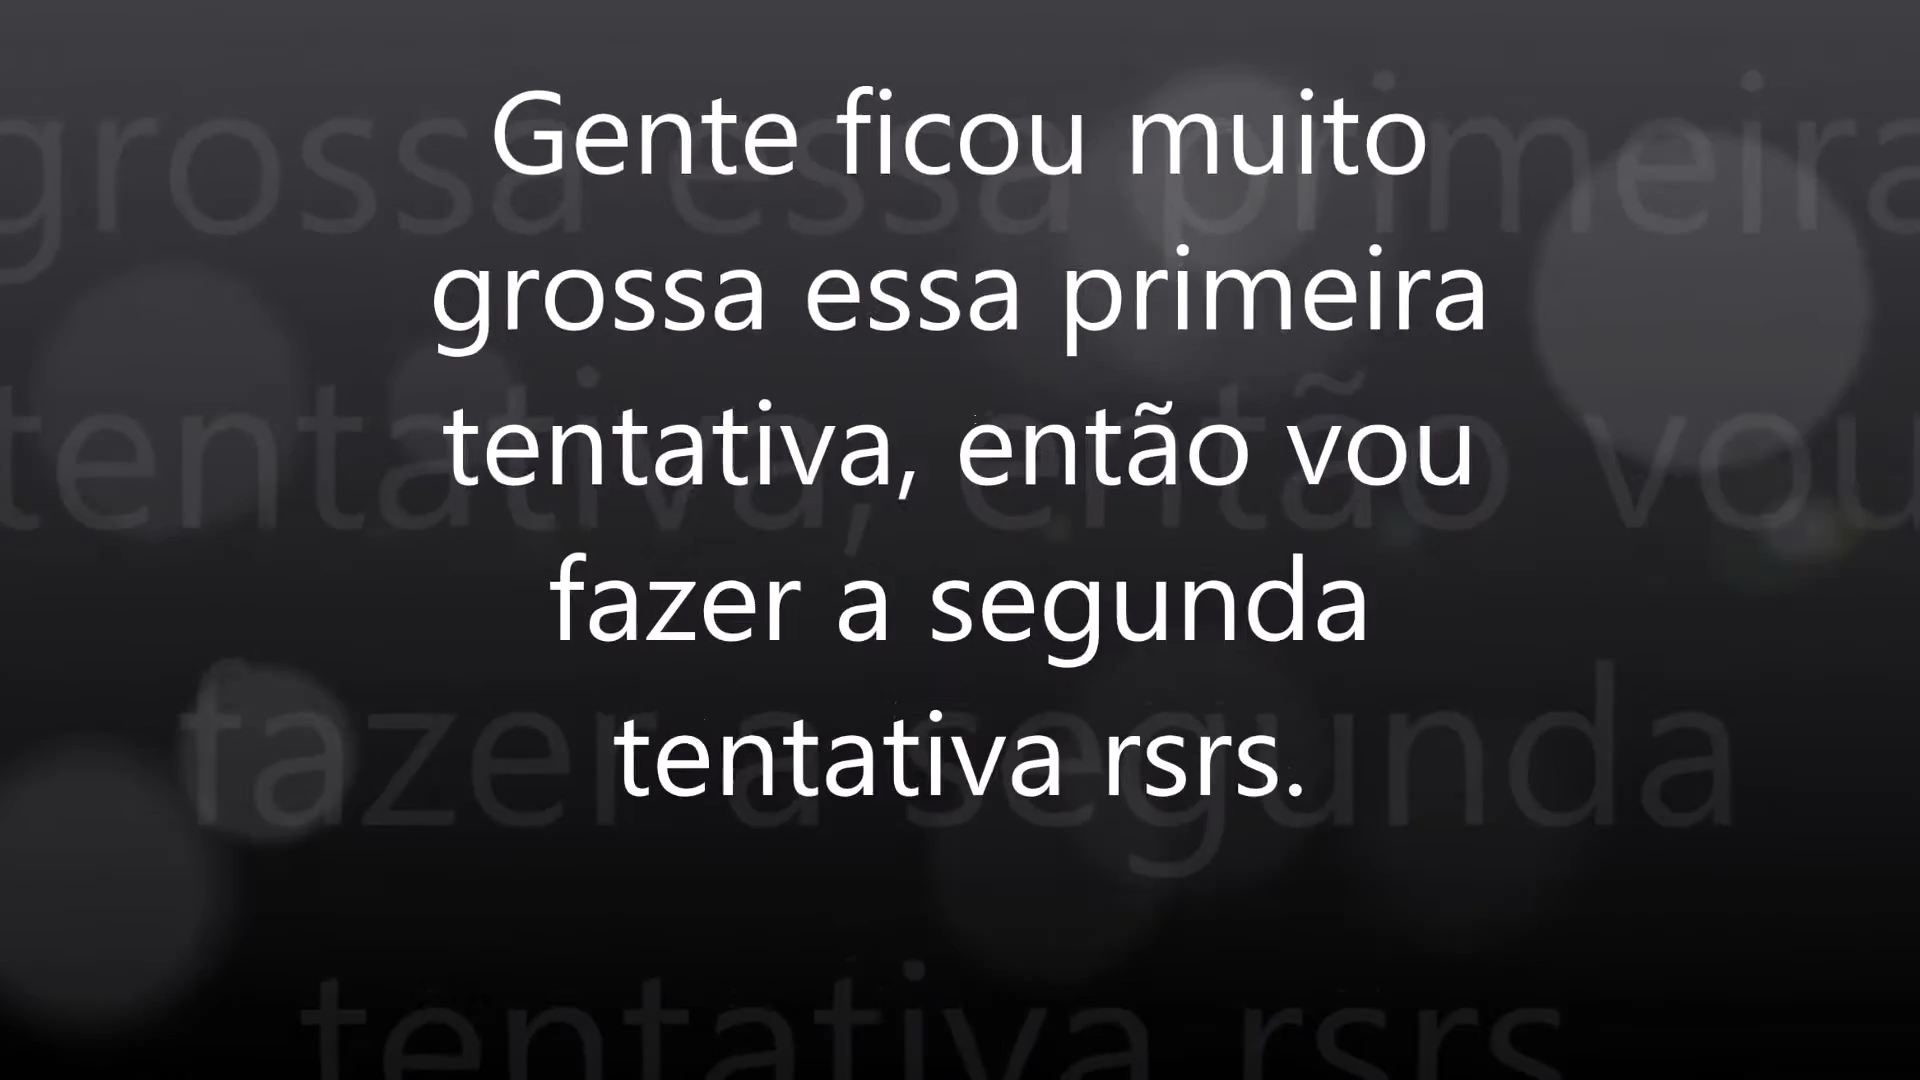 Gente ficou muito
grossa essa primeira
tentativa, então vou
fazer a segunda
tentativa rsrs.